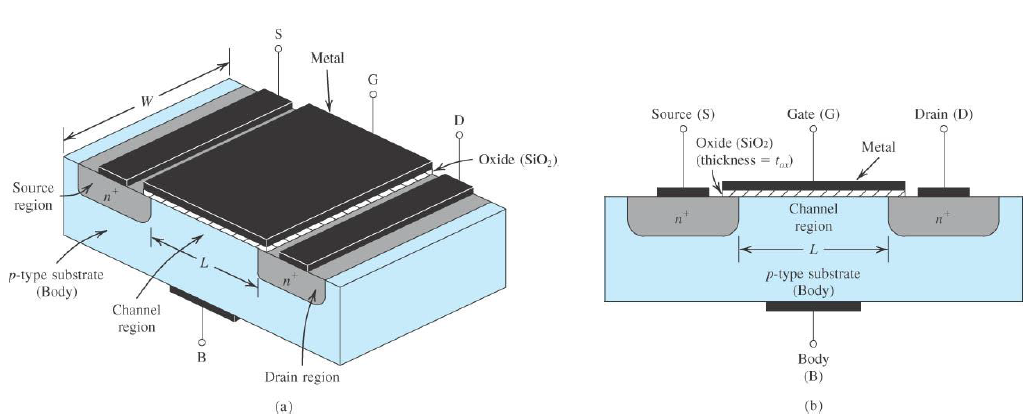 S
Metal
G
W
D
Oxide (SiO₂)
Source
region
n⁺
L
n⁺
p-type substrate
(Body)
Channel
region
B
Drain region
(a)
Source (S)
Gate (G)
Drain (D)
Oxide (SiO₂)
(thickness = tₒₓ)
Metal
n⁺
Channel
region
n⁺
L
p-type substrate
(Body)
Body
(B)
(b)